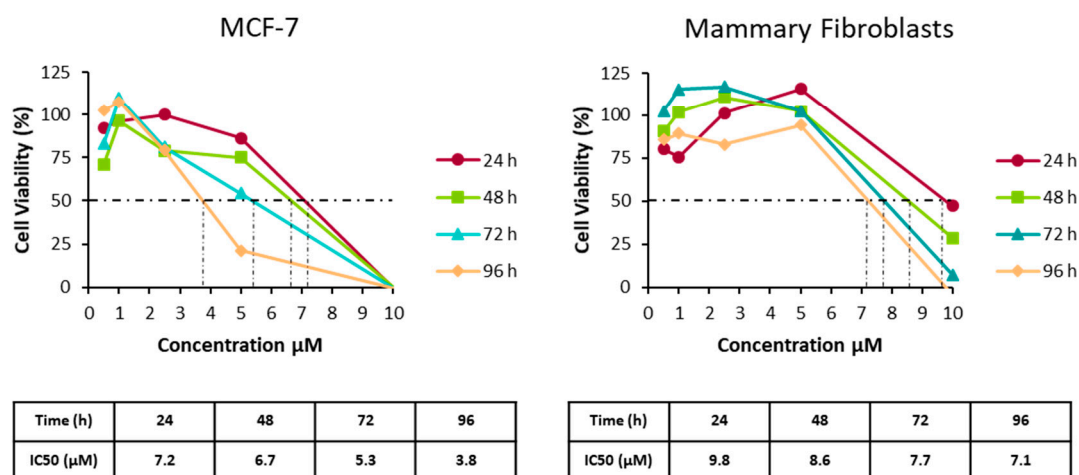 MCF-7
Cell Viability (%)
125
100
75
50
25
0
0 1 2 3 4 5 6 7 8 9 10
Concentration µM
24 h
48 h
72 h
96 h
Time (h) 24 48 72 96
IC50 (µM) 7.2 6.7 5.3 3.8
Mammary Fibroblasts
Cell Viability (%)
125
100
75
50
25
0
0 1 2 3 4 5 6 7 8 9 10
Concentration µM
24 h
48 h
72 h
96 h
Time (h) 24 48 72 96
IC50 (µM) 9.8 8.6 7.7 7.1